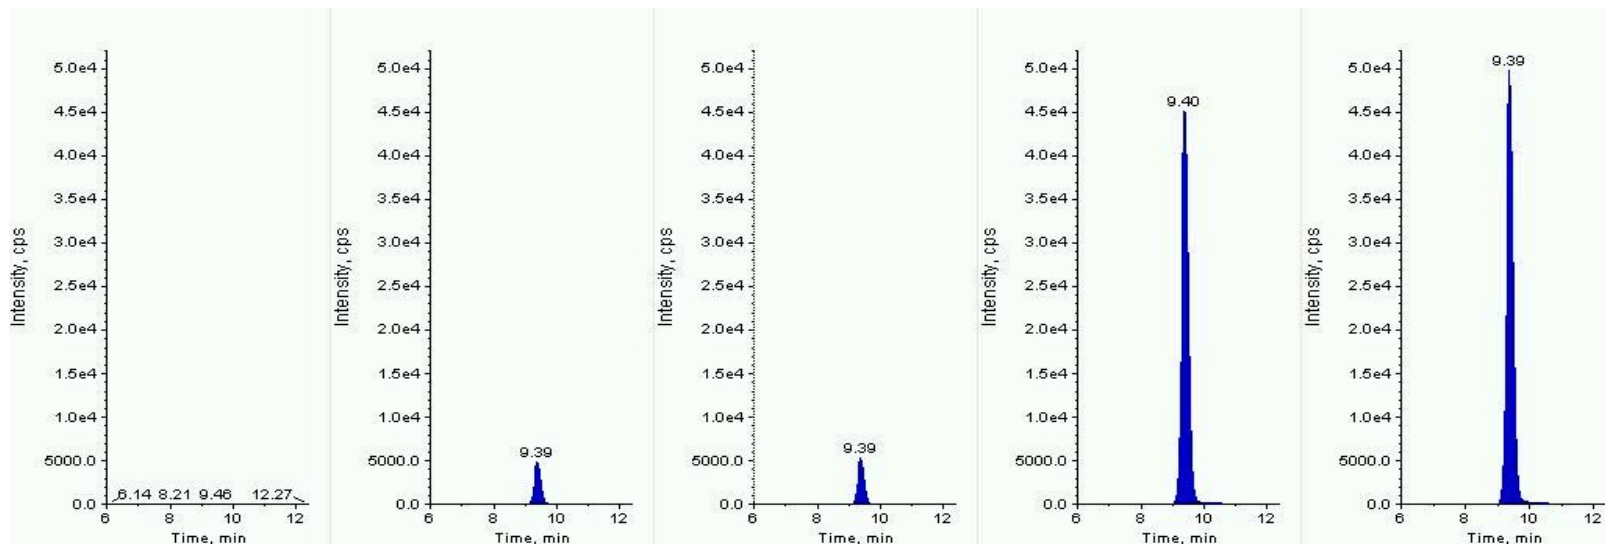 Intensity, cps
5.0e4
4.5e4
4.0e4
3.5e4
3.0e4
2.5e4
2.0e4
1.5e4
1.0e4
5000.0
0.0
6.14 8.21 9.46 12.27
6 8 10 12
Time, min
Intensity, cps
5.0e4
4.5e4
4.0e4
3.5e4
3.0e4
2.5e4
2.0e4
1.5e4
1.0e4
9.39
5000.0
0.0
6 8 10 12
Time, min
Intensity, cps
5.0e4
4.5e4
4.0e4
3.5e4
3.0e4
2.5e4
2.0e4
1.5e4
1.0e4
9.39
5000.0
0.0
6 8 10 12
Time, min
Intensity, cps
5.0e4
9.40
4.5e4
4.0e4
3.5e4
3.0e4
2.5e4
2.0e4
1.5e4
1.0e4
5000.0
0.0
6 8 10 12
Time, min
Intensity, cps
9.39
5.0e4
4.5e4
4.0e4
3.5e4
3.0e4
2.5e4
2.0e4
1.5e4
1.0e4
5000.0
0.0
6 8 10 12
Time, min